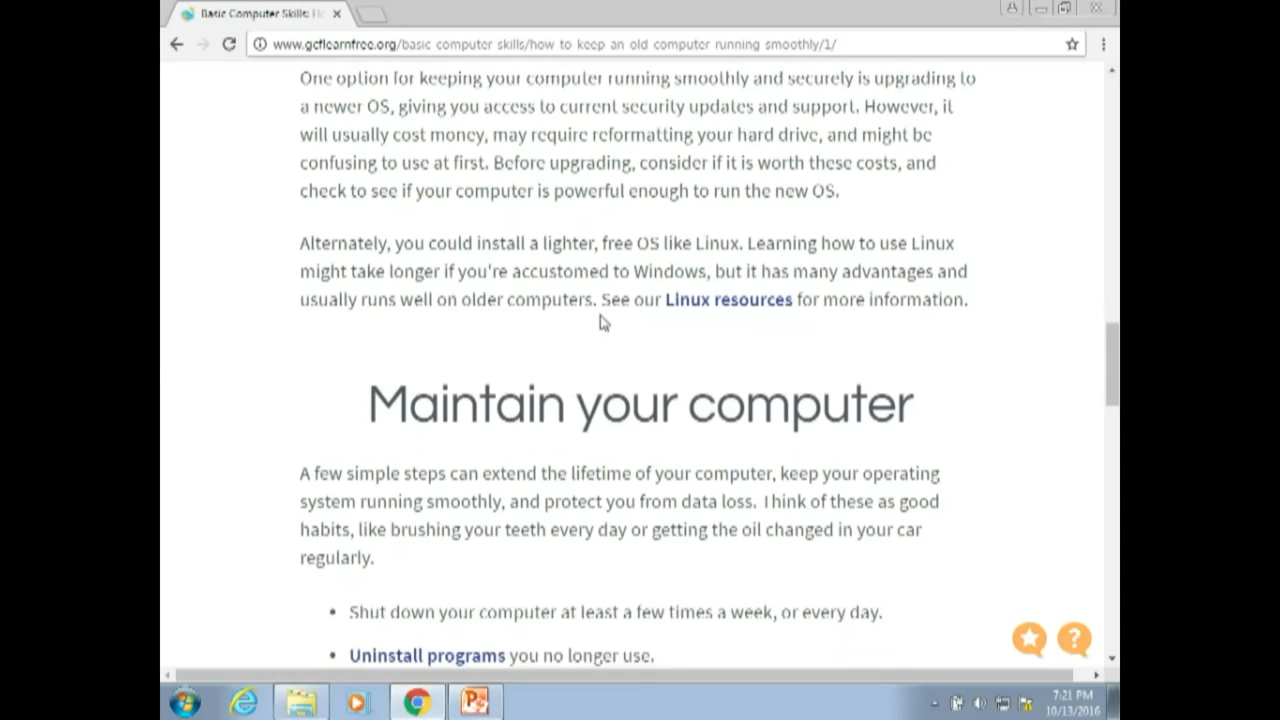 Basic Computer Skills: H
www.gcflearnfree.org/basic computer skills/how to keep an old computer running smoothly/1/
One option for keeping your computer running smoothly and securely is upgrading to
a newer OS, giving you access to current security updates and support. However, it
will usually cost money, may require reformatting your hard drive, and might be
confusing to use at first. Before upgrading, consider if it is worth these costs, and
check to see if your computer is powerful enough to run the new OS.
Alternately, you could install a lighter, free OS like Linux. Learning how to use Linux
might take longer if you're accustomed to Windows, but it has many advantages and
usually runs well on older computers. See our Linux resources for more information.
Maintain your computer
A few simple steps can extend the lifetime of your computer, keep your operating
system running smoothly, and protect you from data loss. Think of these as good
habits, like brushing your teeth every day or getting the oil changed in your car
regularly.
• Shut down your computer at least a few times a week, or every day.
• Uninstall programs you no longer use.
7:21 PM
10/13/2016